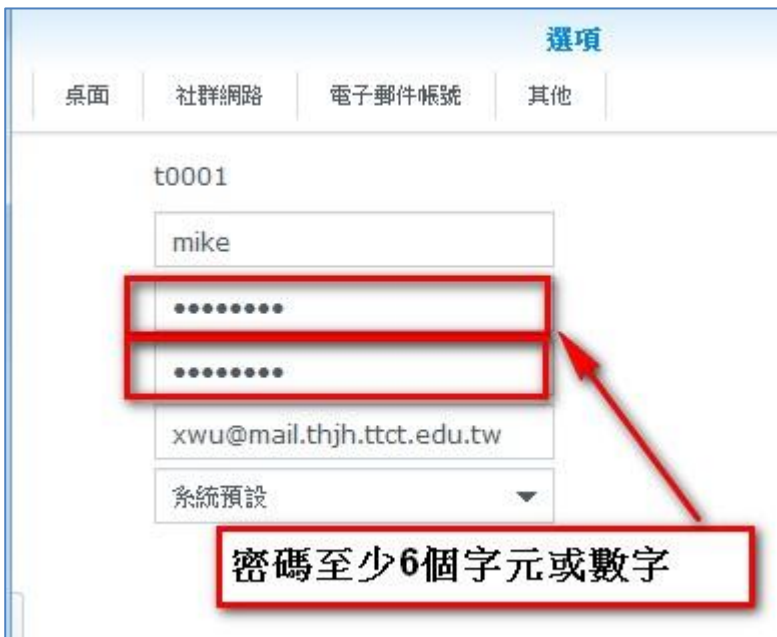 選項
桌面 社群網路 電子郵件帳號 其他
t0001
mike
••••••••
••••••••
xwu@mail.thjh.ttct.edu.tw
系統預設
密碼至少6個字元或數字